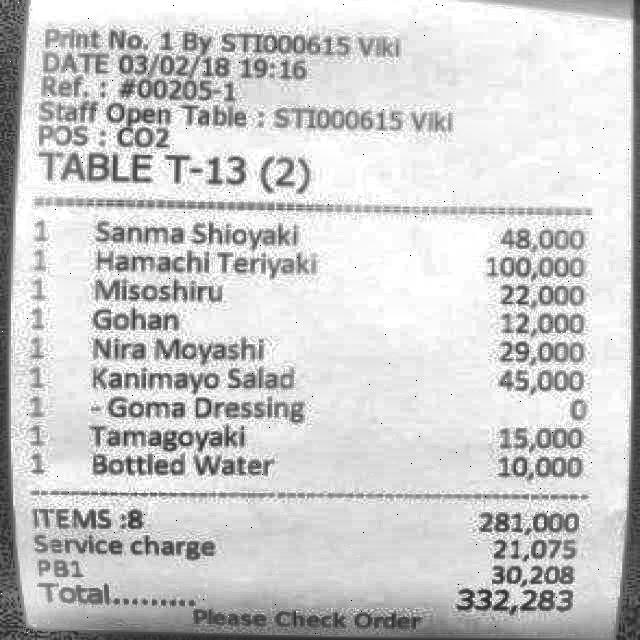 Print No. 1 By STI000615 Viki
DATE 03/02/18 19:16
Ref. : #00205-1
Staff Open Table : STI000615 Viki
POS : CO2
TABLE T-13 (2)
1 Sanma Shioyaki 48,000
1 Hamachi Teriyaki 100,000
1 Misoshiru 22,000
1 Gohan 12,000
1 Nira Moyashi 29,000
1 Kanimayo Salad 45,000
1 - Goma Dressing 0
1 Tamagoyaki 15,000
1 Bottled Water 10,000
ITEMS :8 281,000
Service charge 21,075
PB1 30,208
Total......... 332,283
Please Check Order